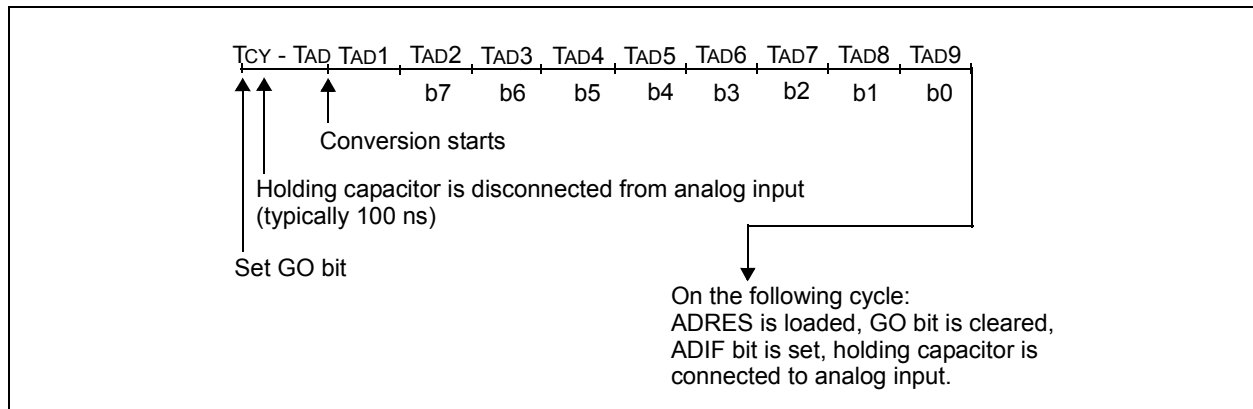 TCY - TAD TAD1 TAD2 TAD3 TAD4 TAD5 TAD6 TAD7 TAD8 TAD9
b7 b6 b5 b4 b3 b2 b1 b0
Conversion starts
Holding capacitor is disconnected from analog input
(typically 100 ns)
Set GO bit
On the following cycle:
ADRES is loaded, GO bit is cleared,
ADIF bit is set, holding capacitor is
connected to analog input.